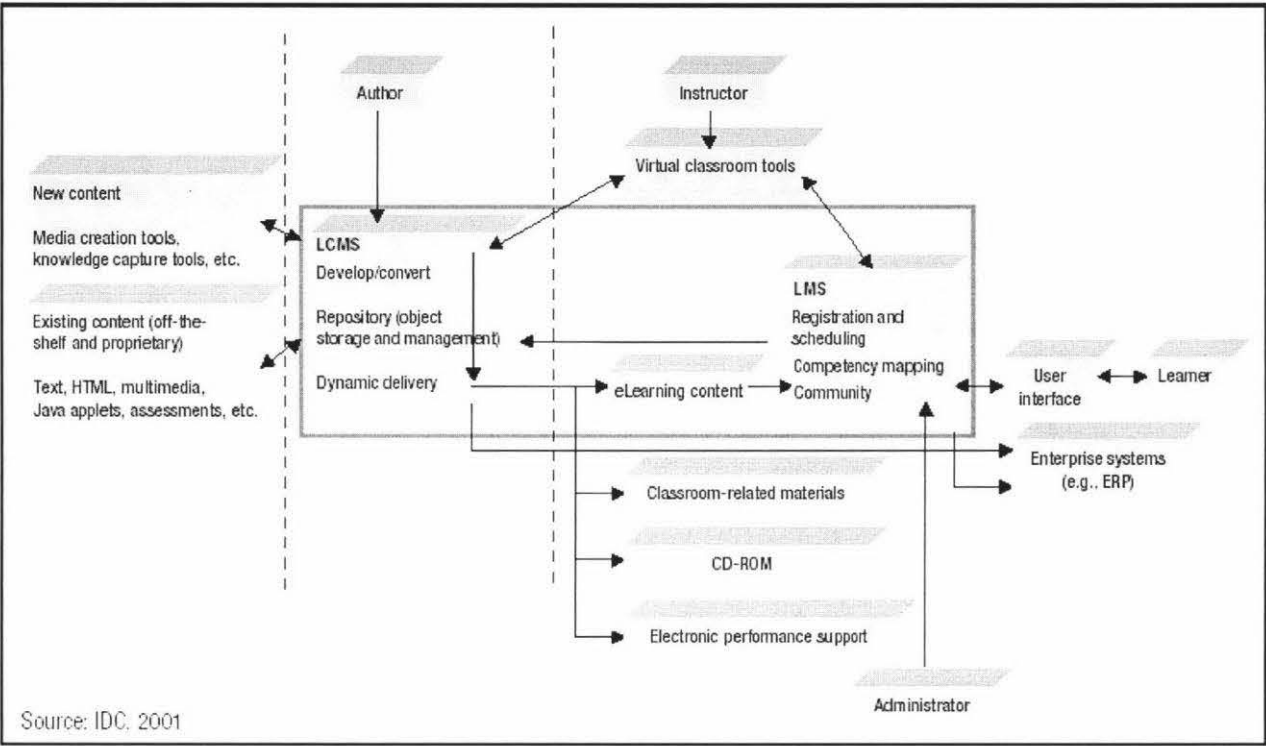 Author
Instructor
Virtual classroom tools
New content
Media creation tools,
knowledge capture tools, etc.
Existing content (off-the-
shelf and proprietary)
Text, HTML, multimedia,
Java applets, assessments, etc.
LCMS
Develop/convert
Repository (object
storage and management)
Dynamic delivery
eLearning content
LMS
Registration and
scheduling
Competency mapping
Community
User
interface
Learner
Enterprise systems
(e.g., ERP)
Classroom-related materials
CD-ROM
Electronic performance support
Administrator
Source: IDC, 2001